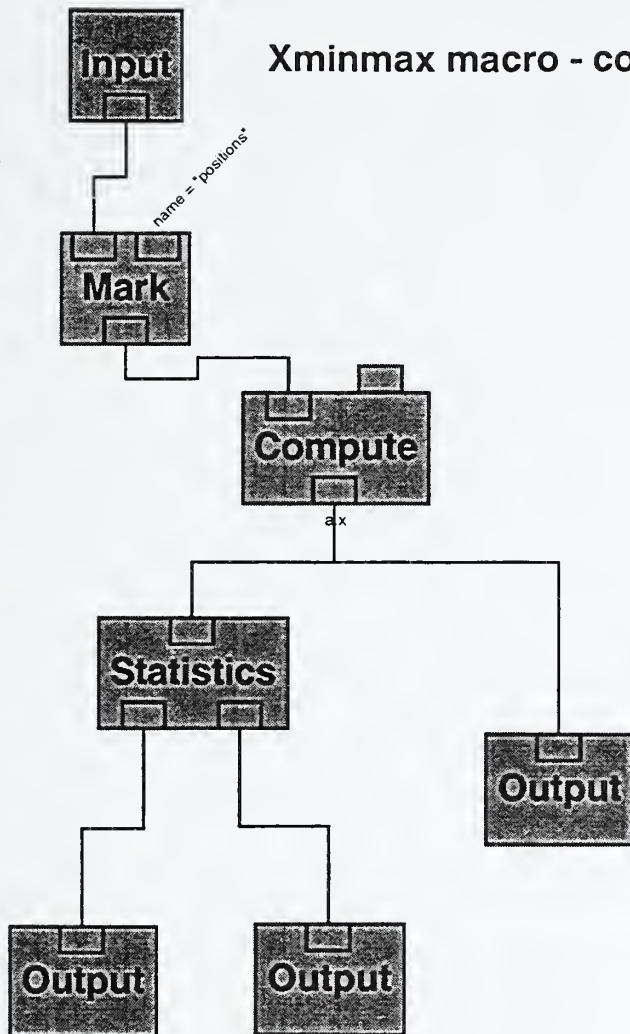 Input
Xminmax macro - co
name = "positions"
Mark
Compute
a.x
Statistics
Output
Output
Output